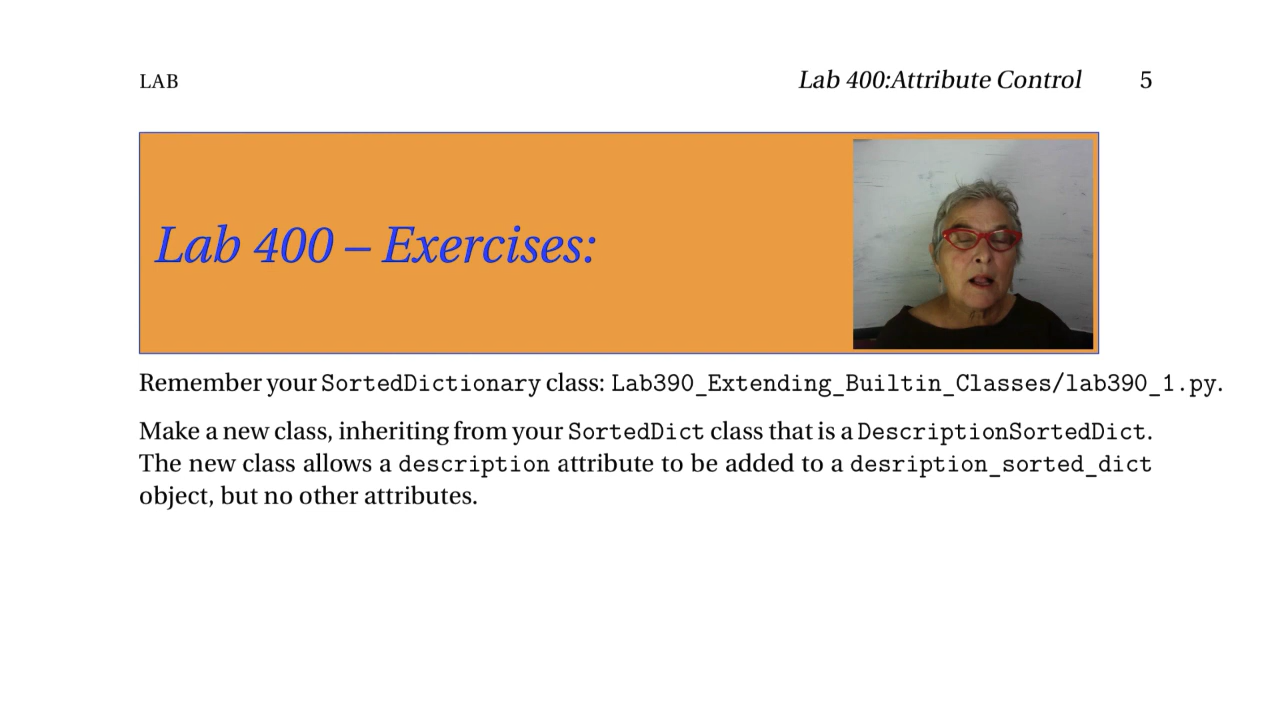 LAB Lab 400:Attribute Control 5
Lab 400 – Exercises:
Remember your SortedDictionary class: Lab390_Extending_Builtin_Classes/lab390_1.py.
Make a new class, inheriting from your SortedDict class that is a DescriptionSortedDict.
The new class allows a description attribute to be added to a desription_sorted_dict
object, but no other attributes.